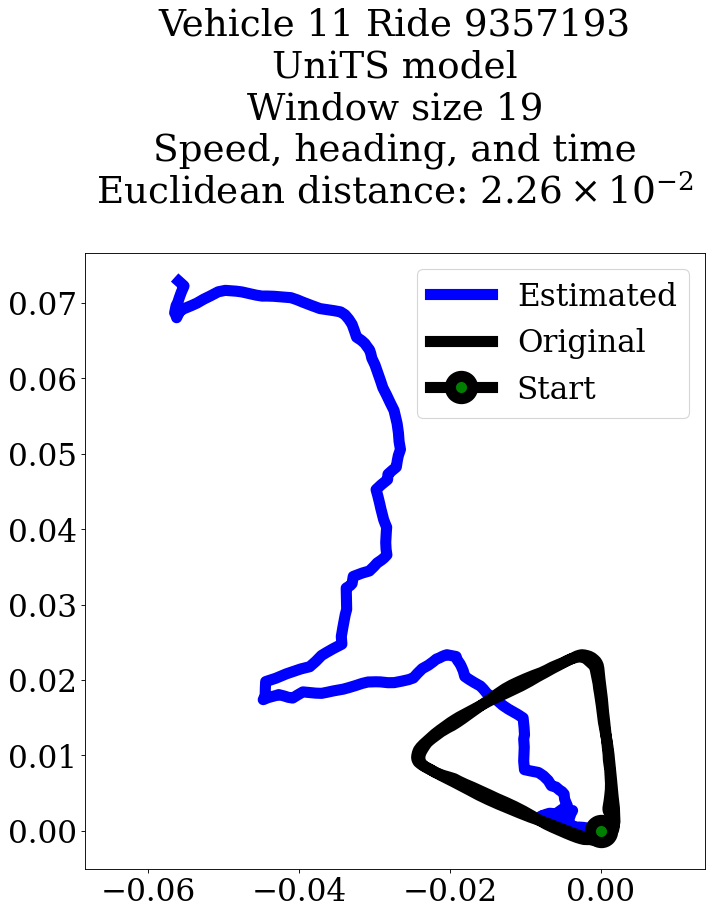 Vehicle 11 Ride 9357193
UniTS model
Window size 19
Speed, heading, and time
Euclidean distance: 2.26 × 10⁻²
Estimated
Original
Start
0.07
0.06
0.05
0.04
0.03
0.02
0.01
0.00
−0.06 −0.04 −0.02 0.00